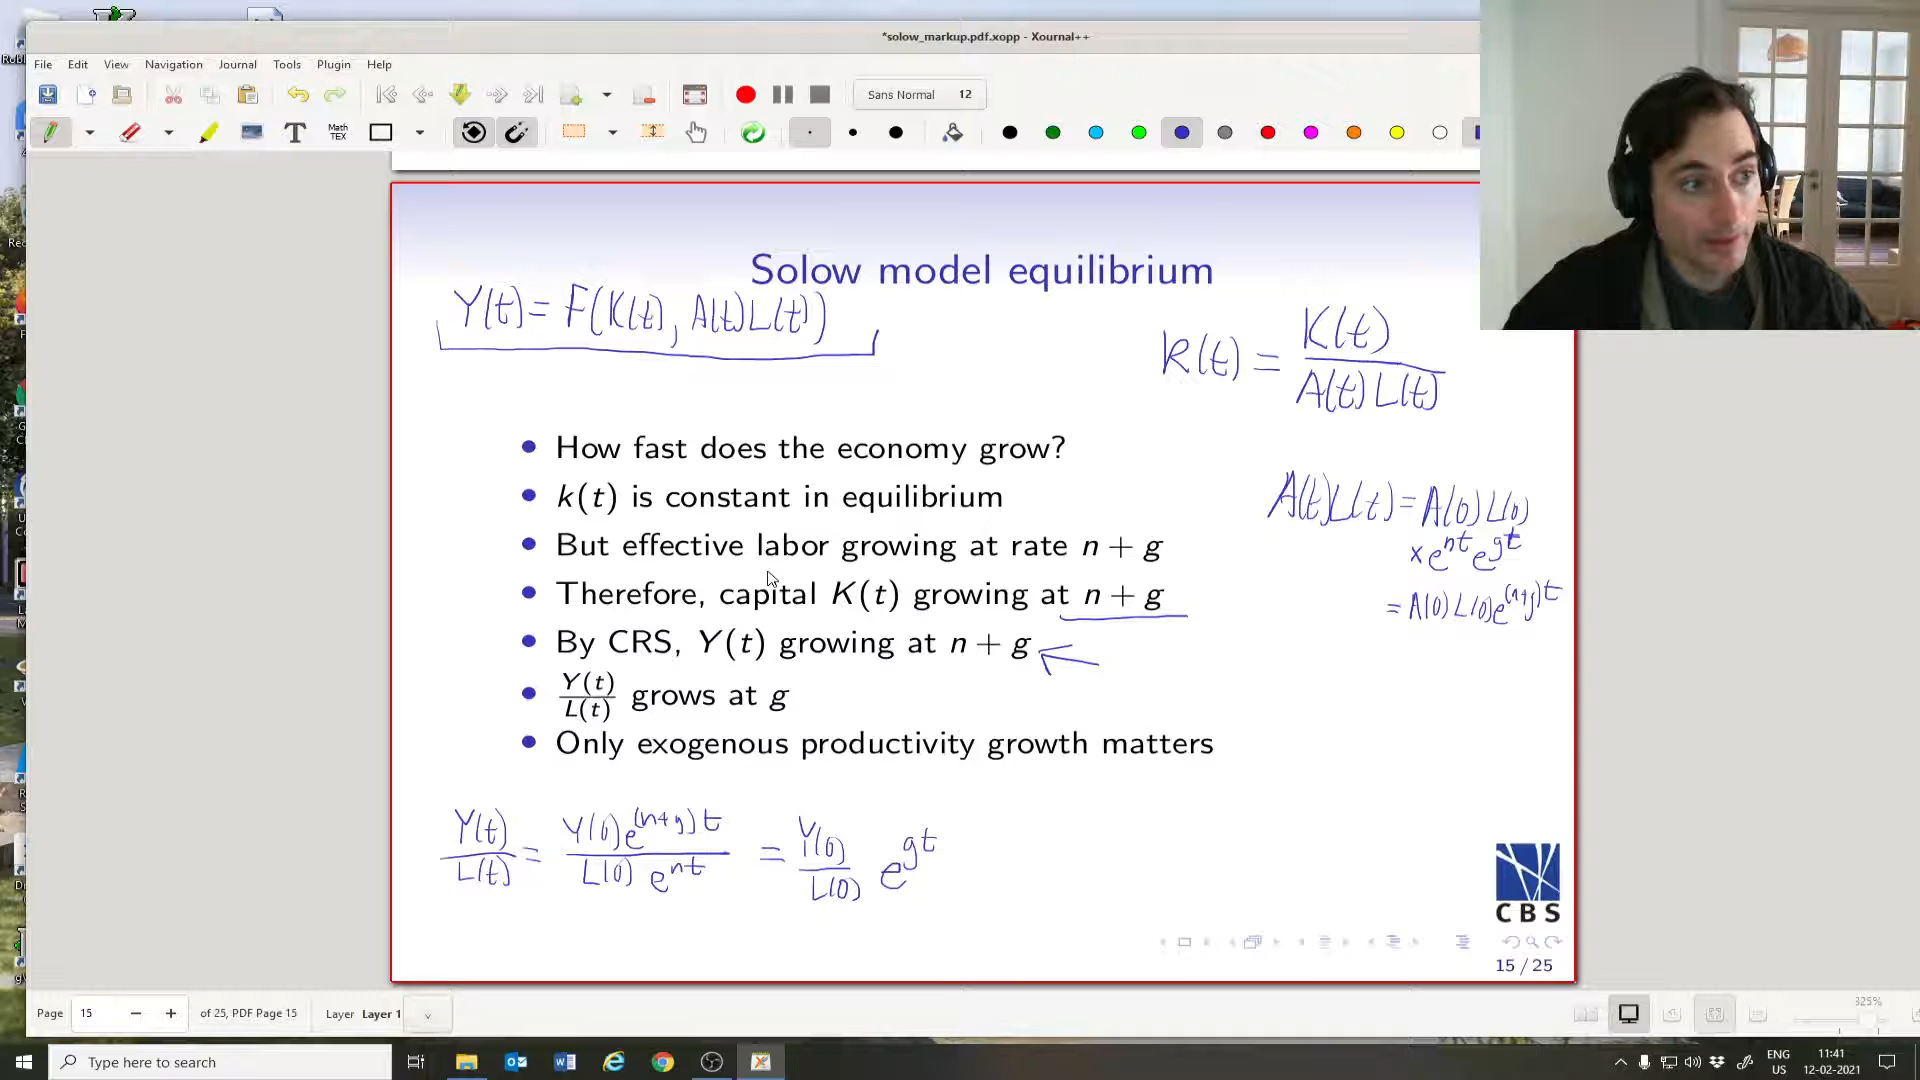 *solow_markup.pdf.xopp - Xournal++
File Edit View Navigation Journal Tools Plugin Help
Sans Normal 12
Math
TEX
Solow model equilibrium
Y(t) = F(K(t), A(t)L(t))
k(t) = K(t) / A(t)L(t)
• How fast does the economy grow?
• k(t) is constant in equilibrium
• But effective labor growing at rate n + g
• Therefore, capital K(t) growing at n + g
• By CRS, Y(t) growing at n + g
• Y(t)/L(t) grows at g
• Only exogenous productivity growth matters
A(t)L(t) = A(0)L(0)
x e^nt e^gt
= A(0)L(0)e^(n+g)t
Y(t)/L(t) = Y(0)e^(n+g)t / L(0)e^nt = Y(0)/L(0) e^gt
CBS
15 / 25
Page 15 of 25, PDF Page 15 Layer Layer 1
325%
Type here to search
ENG
US
11:41
12-02-2021